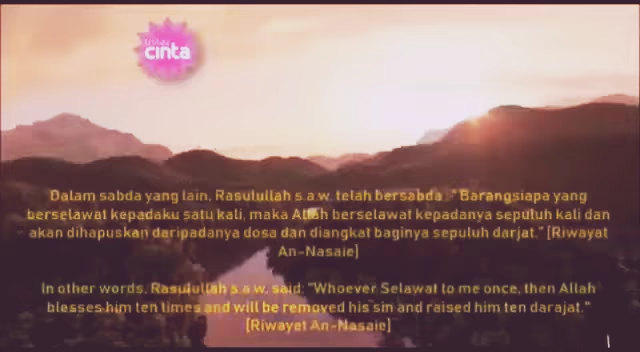 cinta
Dalam sabda yang lain, Rasulullah s.a.w. telah bersabda : "Barangsiapa yang
berselawat kepadaku satu kali, maka Allah berselawat kepadanya sepuluh kali dan
akan dihapuskan daripadanya dosa dan diangkat baginya sepuluh darjat." [Riwayat
An-Nasaie]
In other words, Rasulullah s.a.w. said: "Whoever Selawat to me once, then Allah
blesses him ten times and will be removed his sin and raised him ten darajat."
[Riwayat An-Nasaie]